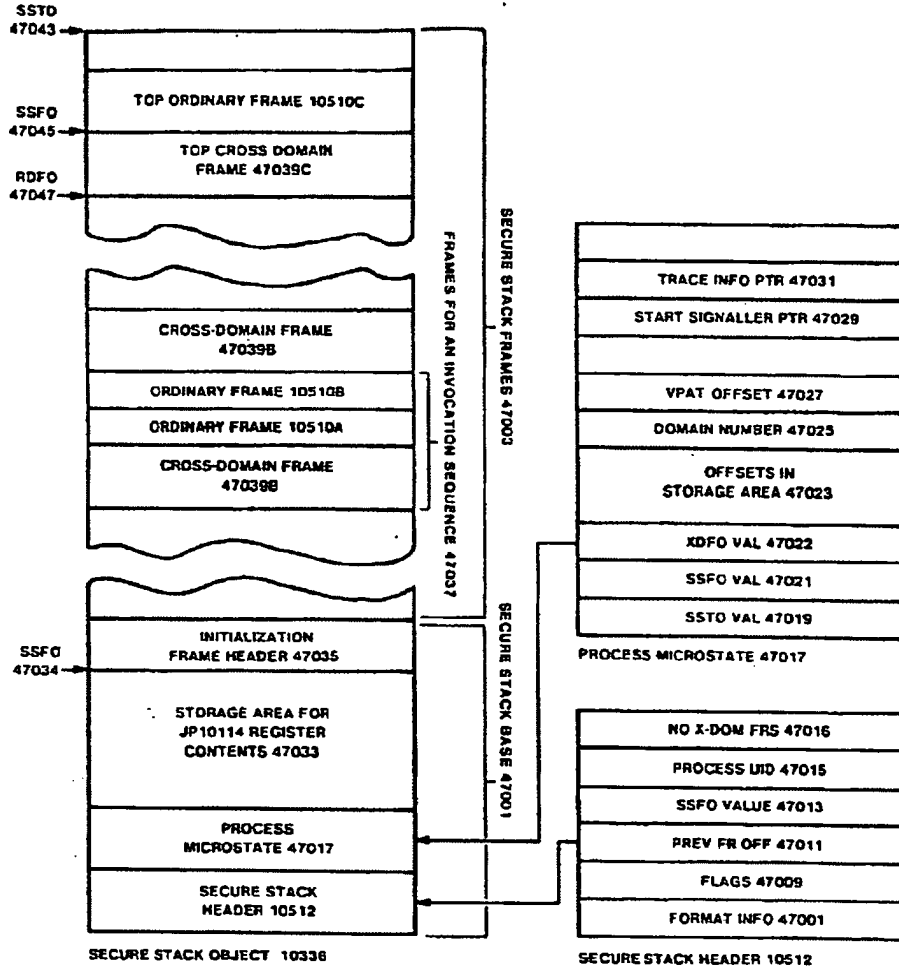 SSTO
47043
TOP ORDINARY FRAME 10510C
SSFO
47045
TOP CROSS DOMAIN
FRAME 47039C
RDFO
47047
CROSS-DOMAIN FRAME
47039B
ORDINARY FRAME 10510B
ORDINARY FRAME 10510A
CROSS-DOMAIN FRAME
47039B
FRAMES FOR AN INVOCATION SEQUENCE 47037
SECURE STACK FRAMES 47003
INITIALIZATION
FRAME HEADER 47035
SSFO
47034
STORAGE AREA FOR
JP10114 REGISTER
CONTENTS 47033
PROCESS
MICROSTATE 47017
SECURE STACK
HEADER 10512
SECURE STACK BASE 47001
SECURE STACK OBJECT 10336
TRACE INFO PTR 47031
START SIGNALLER PTR 47029
VPAT OFFSET 47027
DOMAIN NUMBER 47025
OFFSETS IN
STORAGE AREA 47023
XDFO VAL 47022
SSFO VAL 47021
SSTO VAL 47019
PROCESS MICROSTATE 47017
NO X-DOM FRS 47016
PROCESS UID 47015
SSFO VALUE 47013
PREV FR OFF 47011
FLAGS 47009
FORMAT INFO 47001
SECURE STACK HEADER 10512